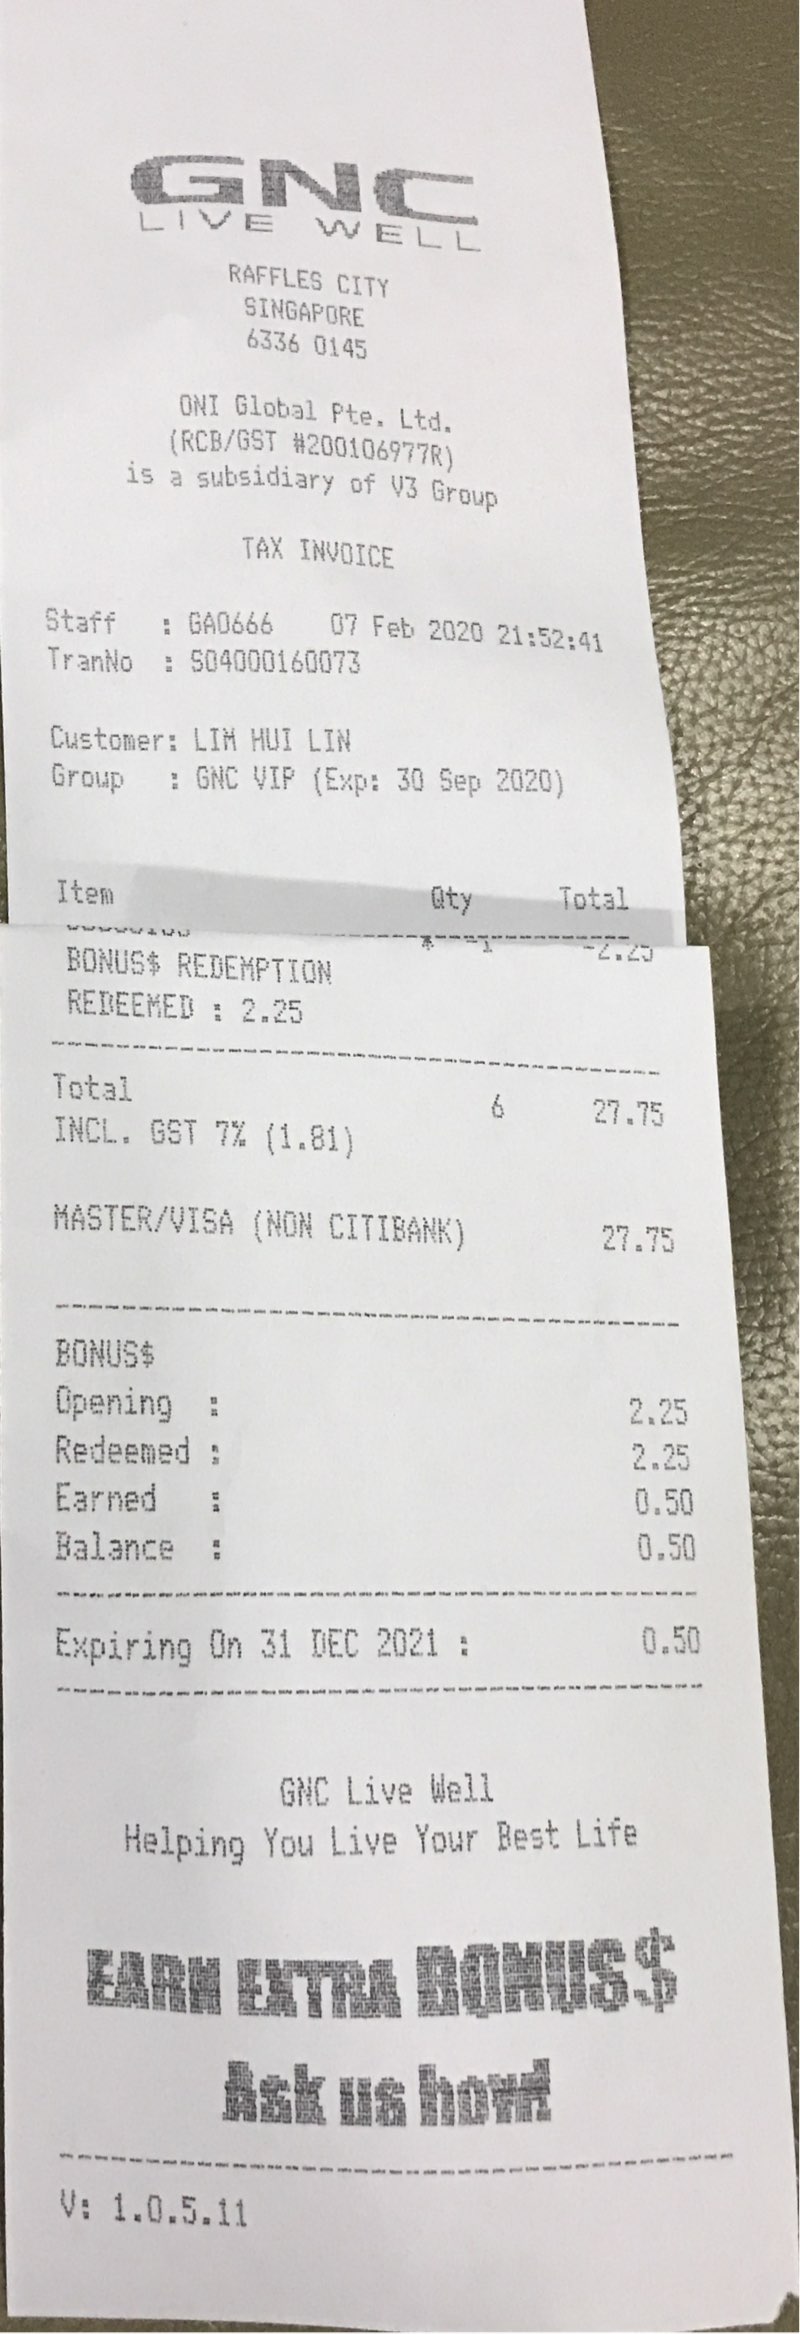 GNC
LIVE WELL
RAFFLES CITY
SINGAPORE
6336 0145
ONI Global Pte. Ltd.
(RCB/GST #200106977R)
is a subsidiary of V3 Group
TAX INVOICE
Staff : GA0666 07 Feb 2020 21:52:41
TranNo : S04000160073
Customer: LIM HUI LIN
Group : GNC VIP (Exp: 30 Sep 2020)
Item Qty Total
-1 -2.25
BONUS$ REDEMPTION
REDEEMED : 2.25
Total 6 27.75
INCL. GST 7% (1.81)
MASTER/VISA (NON CITIBANK) 27.75
BONUS$
Opening : 2.25
Redeemed : 2.25
Earned : 0.50
Balance : 0.50
Expiring On 31 DEC 2021 : 0.50
GNC Live Well
Helping You Live Your Best Life
EARN EXTRA BONUS$
Ask us how!
V: 1.0.5.11